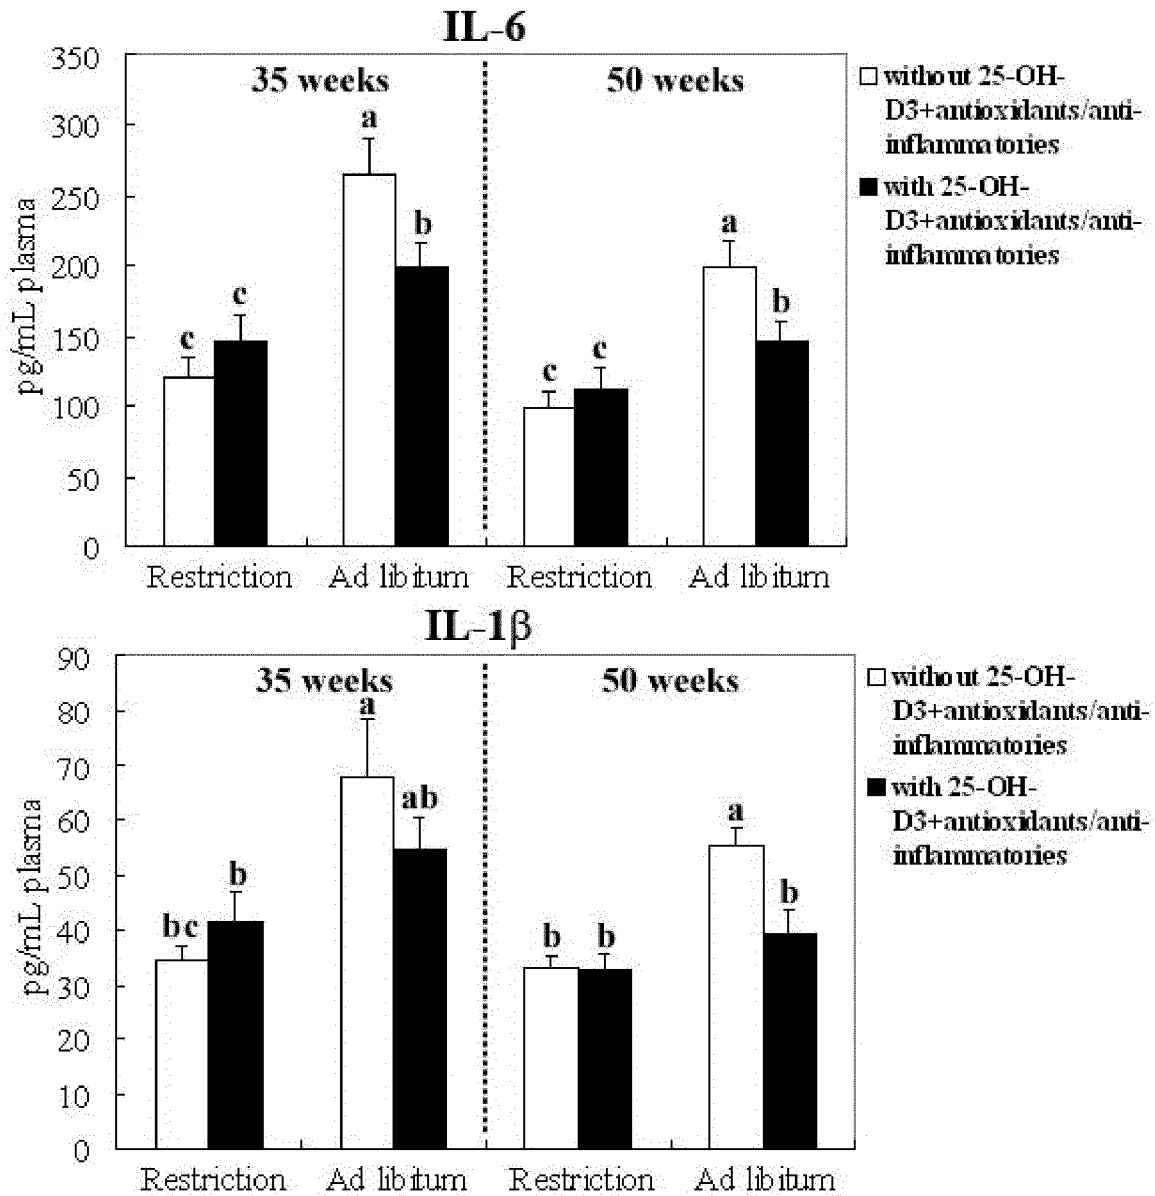 IL-6
350
300
250
200
150
100
50
0
pg/mL plasma
35 weeks
50 weeks
a
b
c
c
a
b
c
c
Restriction
Ad libitum
Restriction
Ad libitum
without 25-OH-
D3+antioxidants/anti-
inflammatories
with 25-OH-
D3+antioxidants/anti-
inflammatories
IL-1β
90
80
70
60
50
40
30
20
10
0
pg/mL plasma
35 weeks
50 weeks
a
ab
b
bc
a
b
b
b
Restriction
Ad libitum
Restriction
Ad libitum
without 25-OH-
D3+antioxidants/anti-
inflammatories
with 25-OH-
D3+antioxidants/anti-
inflammatories